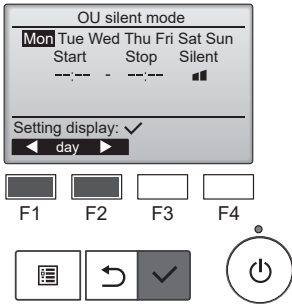 OU silent mode
Mon Tue Wed Thu Fri Sat Sun
Start Stop Silent
--:-- - --:--
Setting display: ✓
◀ day ▶
F1 F2 F3 F4